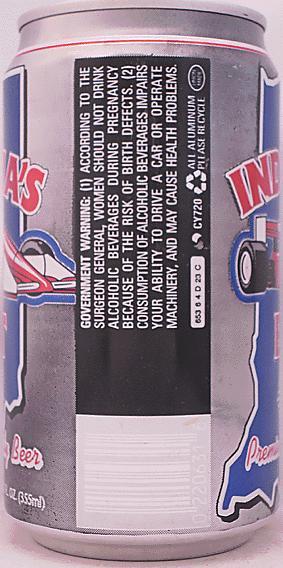 A'S
GOVERNMENT WARNING: (1) ACCORDING TO THE
SURGEON GENERAL, WOMEN SHOULD NOT DRINK
ALCOHOLIC BEVERAGES DURING PREGNANCY
BECAUSE OF THE RISK OF BIRTH DEFECTS. (2)
CONSUMPTION OF ALCOHOLIC BEVERAGES IMPAIRS
YOUR ABILITY TO DRIVE A CAR OR OPERATE
MACHINERY, AND MAY CAUSE HEALTH PROBLEMS.
653 6 4 D 23 C
CY720
ALL ALUMINUM
PLEASE RECYCLE
Beer
OZ (355ml)
IND
Prem